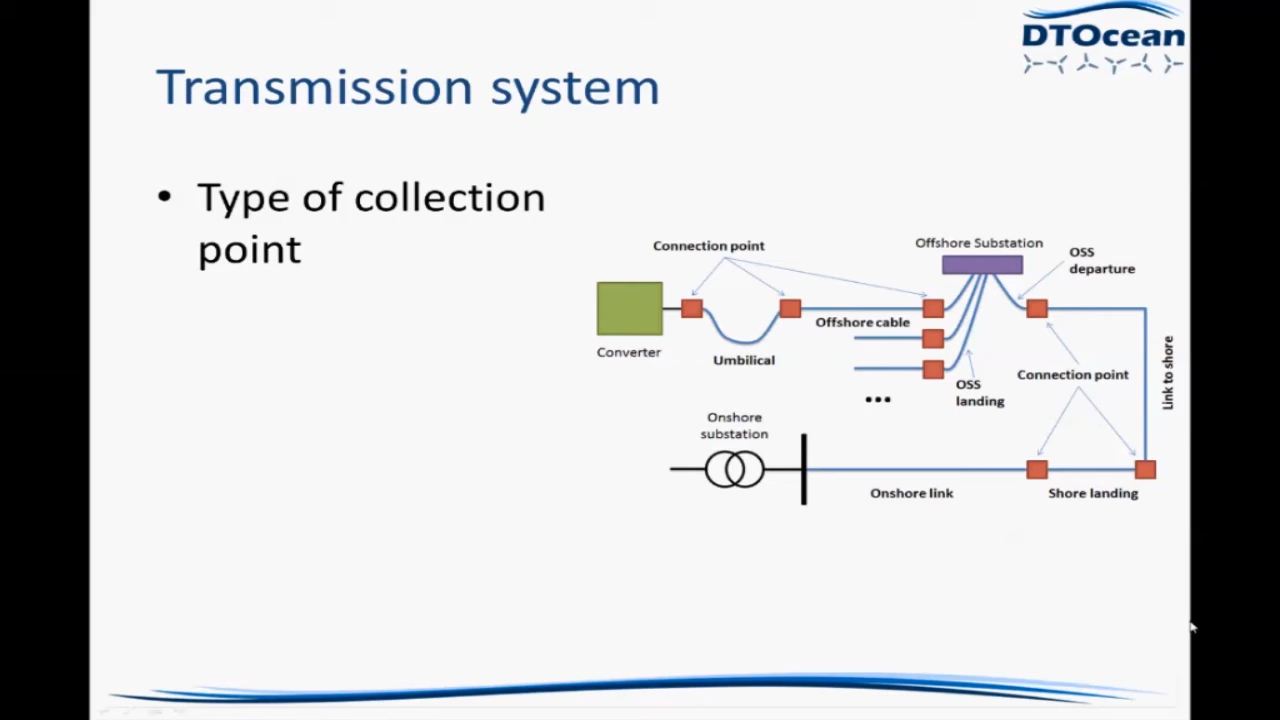 DTOcean
Transmission system
• Type of collection
point
Connection point
Offshore Substation
OSS
departure
Offshore cable
Converter
Umbilical
OSS
landing
Connection point
Link to shore
•••
Onshore
substation
Onshore link
Shore landing